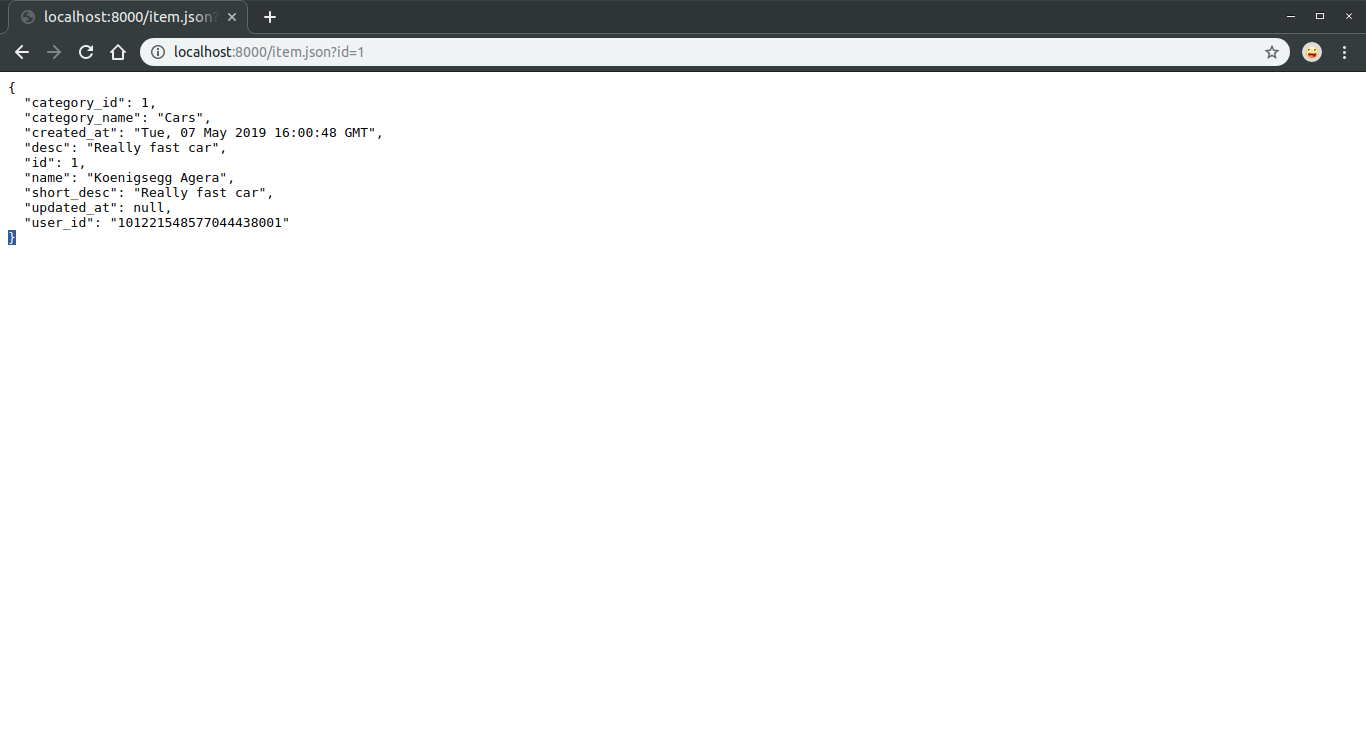 localhost:8000/item.json?
localhost:8000/item.json?id=1
{
  "category_id": 1,
  "category_name": "Cars",
  "created_at": "Tue, 07 May 2019 16:00:48 GMT",
  "desc": "Really fast car",
  "id": 1,
  "name": "Koenigsegg Agera",
  "short_desc": "Really fast car",
  "updated_at": null,
  "user_id": "101221548577044438001"
}